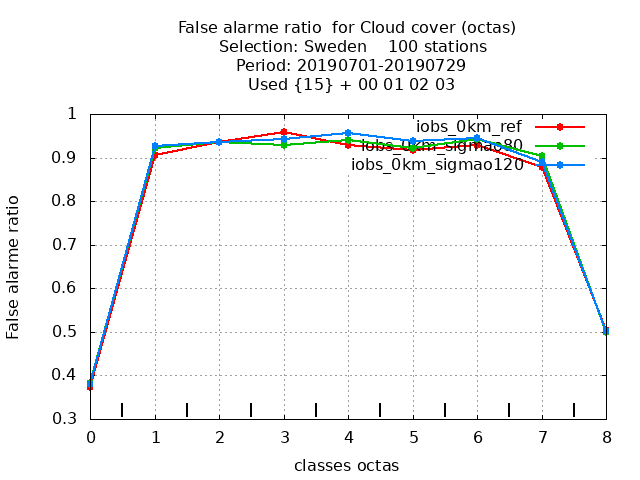 False alarme ratio  for Cloud cover (octas)
Selection: Sweden    100 stations
Period: 20190701-20190729
Used {15} + 00 01 02 03
iobs_0km_ref
iobs_0km_sigmao80
iobs_0km_sigmao120
False alarme ratio
1
0.9
0.8
0.7
0.6
0.5
0.4
0.3
0 1 2 3 4 5 6 7 8
classes octas